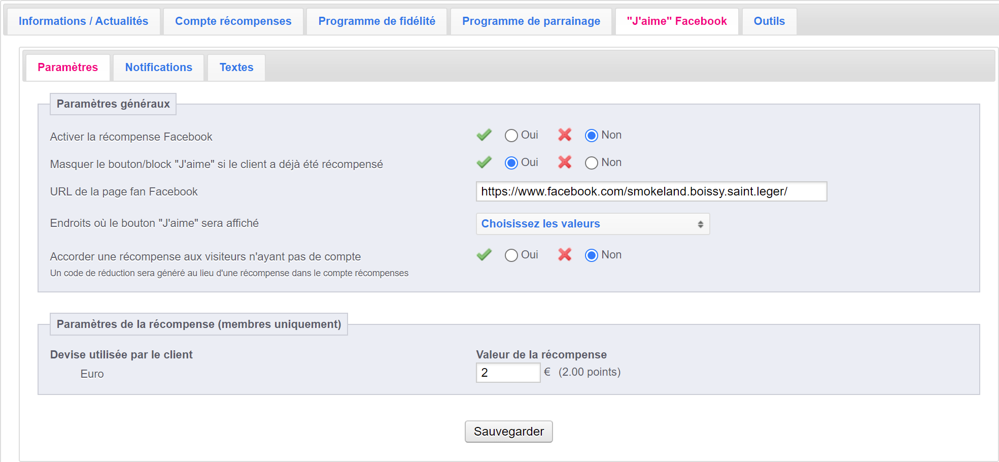 Informations / Actualités Compte récompenses Programme de fidélité Programme de parrainage "J'aime" Facebook Outils
Paramètres Notifications Textes
Paramètres généraux
Activer la récompense Facebook Oui Non
Masquer le bouton/block "J'aime" si le client a déjà été récompensé Oui Non
URL de la page fan Facebook https://www.facebook.com/smokeland.boissy.saint.leger/
Endroits où le bouton "J'aime" sera affiché Choisissez les valeurs
Accorder une récompense aux visiteurs n'ayant pas de compte Oui Non
Un code de réduction sera généré au lieu d'une récompense dans le compte récompenses
Paramètres de la récompense (membres uniquement)
Devise utilisée par le client Valeur de la récompense
Euro 2 € (2.00 points)
Sauvegarder